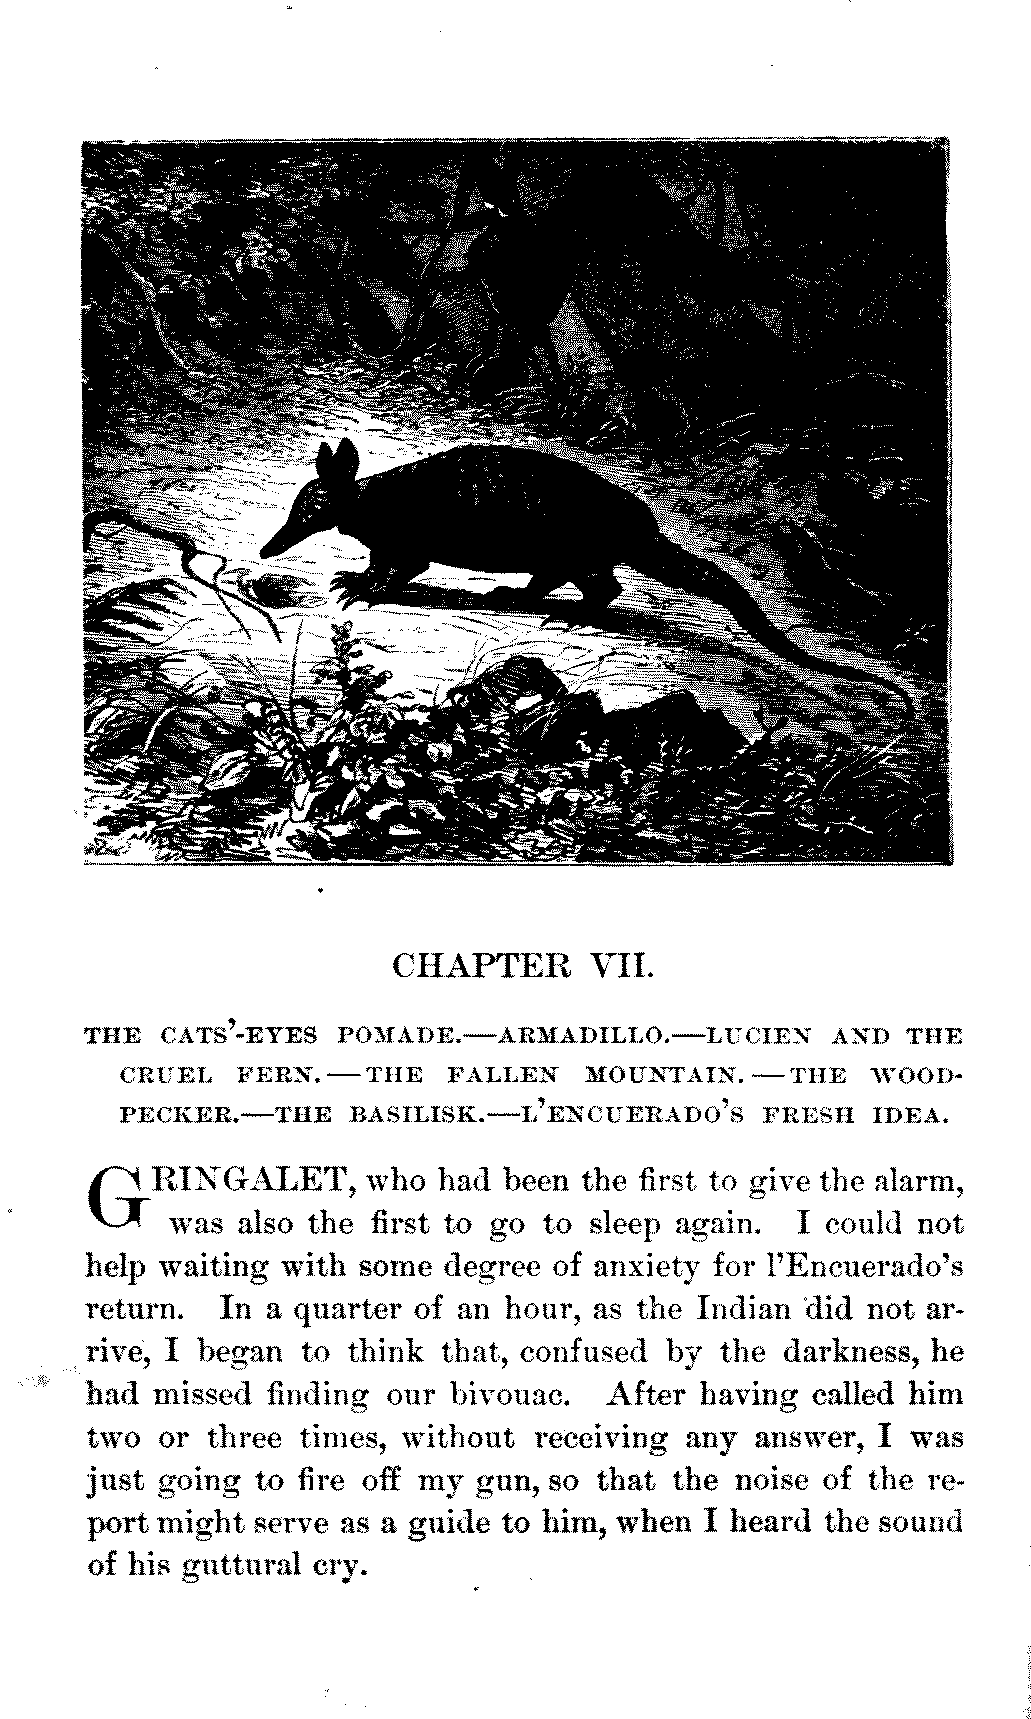 CHAPTER VII.
THE CATS'-EYES POMADE.—ARMADILLO.—LUCIEN AND THE
CRUEL FERN.—THE FALLEN MOUNTAIN.—THE WOOD-
PECKER.—THE BASILISK.—L'ENCUERADO'S FRESH IDEA.
GRINGALET, who had been the first to give the alarm,
was also the first to go to sleep again. I could not
help waiting with some degree of anxiety for l'Encuerado's
return. In a quarter of an hour, as the Indian did not ar-
rive, I began to think that, confused by the darkness, he
had missed finding our bivouac. After having called him
two or three times, without receiving any answer, I was
just going to fire off my gun, so that the noise of the re-
port might serve as a guide to him, when I heard the sound
of his guttural cry.